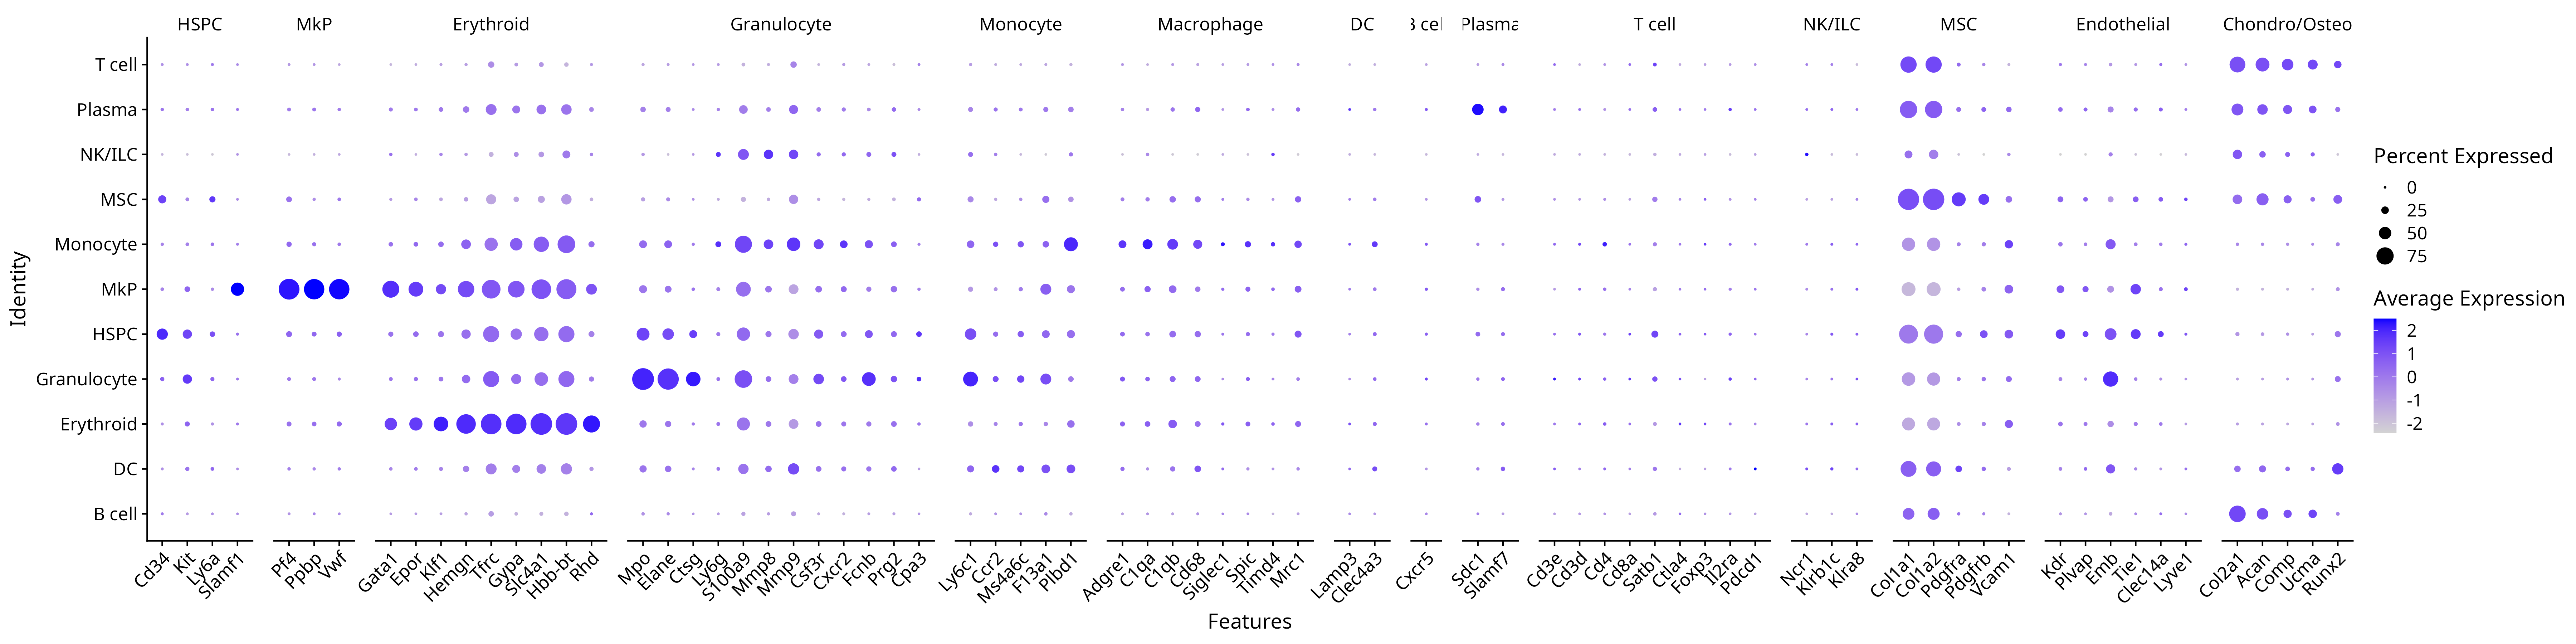 HSPC MkP Erythroid Granulocyte Monocyte Macrophage DC B cel Plasma T cell NK/ILC MSC Endothelial Chondro/Osteo
T cell
Plasma
NK/ILC
MSC
Monocyte
MkP
HSPC
Granulocyte
Erythroid
DC
B cell
Identity
Cd34 Kit Ly6a Slamf1 Pf4 Ppbp Vwf Gata1 Epor Klf1 Hemgn Tfrc Gypa Slc4a1 Hbb-bt Rhd Mpo Elane Ctsg Ly6g S100a9 Mmp8 Mmp9 Csf3r Cxcr2 Fcnb Prg2 Cpa3 Ly6c1 Ccr2 Ms4a6c F13a1 Plbd1 Adgre1 C1qa C1qb Cd68 Siglec1 Spic Timd4 Mrc1 Lamp3 Clec4a3 Cxcr5 Sdc1 Slamf7 Cd3e Cd3d Cd4 Cd8a Satb1 Ctla4 Foxp3 Il2ra Pdcd1 Ncr1 Klrb1c Klra8 Col1a1 Col1a2 Pdgfra Pdgfrb Vcam1 Kdr Plvap Emb Tie1 Clec14a Lyve1 Col2a1 Acan Comp Ucma Runx2
Features
Percent Expressed
0
25
50
75
Average Expression
2
1
0
-1
-2